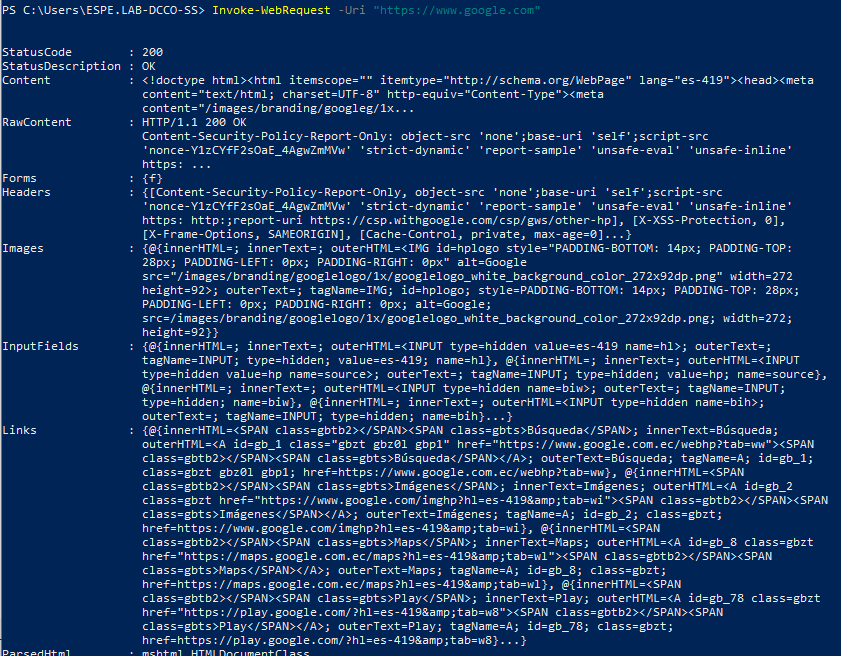 PS C:\Users\ESPE.LAB-DCCO-SS> Invoke-WebRequest -Uri "https://www.google.com"
StatusCode        : 200
StatusDescription : OK
Content           : <!doctype html><html itemscope="" itemtype="http://schema.org/WebPage" lang="es-419"><head><meta
                    content="text/html; charset=UTF-8" http-equiv="Content-Type"><meta
                    content="/images/branding/googleg/1x...
RawContent        : HTTP/1.1 200 OK
                    Content-Security-Policy-Report-Only: object-src 'none';base-uri 'self';script-src
                    'nonce-Y1zCYfF2sOaE_4AgwZmMVw' 'strict-dynamic' 'report-sample' 'unsafe-eval' 'unsafe-inline'
                    https: ...
Forms             : {f}
Headers           : {[Content-Security-Policy-Report-Only, object-src 'none';base-uri 'self';script-src
                    'nonce-Y1zCYfF2sOaE_4AgwZmMVw' 'strict-dynamic' 'report-sample' 'unsafe-eval' 'unsafe-inline'
                    https: http:;report-uri https://csp.withgoogle.com/csp/gws/other-hp], [X-XSS-Protection, 0],
                    [X-Frame-Options, SAMEORIGIN], [Cache-Control, private, max-age=0]...}
Images            : {@{innerHTML=; innerText=; outerHTML=<IMG id=hplogo style="PADDING-BOTTOM: 14px; PADDING-TOP:
                    28px; PADDING-LEFT: 0px; PADDING-RIGHT: 0px" alt=Google
                    src="/images/branding/googlelogo/1x/googlelogo_white_background_color_272x92dp.png" width=272
                    height=92>; outerText=; tagName=IMG; id=hplogo; style=PADDING-BOTTOM: 14px; PADDING-TOP: 28px;
                    PADDING-LEFT: 0px; PADDING-RIGHT: 0px; alt=Google;
                    src=/images/branding/googlelogo/1x/googlelogo_white_background_color_272x92dp.png; width=272;
                    height=92}}
InputFields       : {@{innerHTML=; innerText=; outerHTML=<INPUT type=hidden value=es-419 name=hl>; outerText=;
                    tagName=INPUT; type=hidden; value=es-419; name=hl}, @{innerHTML=; innerText=; outerHTML=<INPUT
                    type=hidden value=hp name=source>; outerText=; tagName=INPUT; type=hidden; value=hp; name=source},
                    @{innerHTML=; innerText=; outerHTML=<INPUT type=hidden name=biw>; outerText=; tagName=INPUT;
                    type=hidden; name=biw}, @{innerHTML=; innerText=; outerHTML=<INPUT type=hidden name=bih>;
                    outerText=; tagName=INPUT; type=hidden; name=bih}...}
Links             : {@{innerHTML=<SPAN class=gbtb2></SPAN><SPAN class=gbts>Búsqueda</SPAN>; innerText=Búsqueda;
                    outerHTML=<A id=gb_1 class="gbzt gbz0l gbp1" href="https://www.google.com.ec/webhp?tab=ww"><SPAN
                    class=gbtb2></SPAN><SPAN class=gbts>Búsqueda</SPAN></A>; outerText=Búsqueda; tagName=A; id=gb_1;
                    class=gbzt gbz0l gbp1; href=https://www.google.com.ec/webhp?tab=ww}, @{innerHTML=<SPAN
                    class=gbtb2></SPAN><SPAN class=gbts>Imágenes</SPAN>; innerText=Imágenes; outerHTML=<A id=gb_2
                    class=gbzt href="https://www.google.com/imghp?hl=es-419&amp;tab=wi"><SPAN class=gbtb2></SPAN><SPAN
                    class=gbts>Imágenes</SPAN></A>; outerText=Imágenes; tagName=A; id=gb_2; class=gbzt;
                    href=https://www.google.com/imghp?hl=es-419&amp;tab=wi}, @{innerHTML=<SPAN
                    class=gbtb2></SPAN><SPAN class=gbts>Maps</SPAN>; innerText=Maps; outerHTML=<A id=gb_8 class=gbzt
                    href="https://maps.google.com.ec/maps?hl=es-419&amp;tab=wl"><SPAN class=gbtb2></SPAN><SPAN
                    class=gbts>Maps</SPAN></A>; outerText=Maps; tagName=A; id=gb_8; class=gbzt;
                    href=https://maps.google.com.ec/maps?hl=es-419&amp;tab=wl}, @{innerHTML=<SPAN
                    class=gbtb2></SPAN><SPAN class=gbts>Play</SPAN>; innerText=Play; outerHTML=<A id=gb_78 class=gbzt
                    href="https://play.google.com/?hl=es-419&amp;tab=w8"><SPAN class=gbtb2></SPAN><SPAN
                    class=gbts>Play</SPAN></A>; outerText=Play; tagName=A; id=gb_78; class=gbzt;
                    href=https://play.google.com/?hl=es-419&amp;tab=w8}...}
ParsedHtml        : mshtml.HTMLDocumentClass